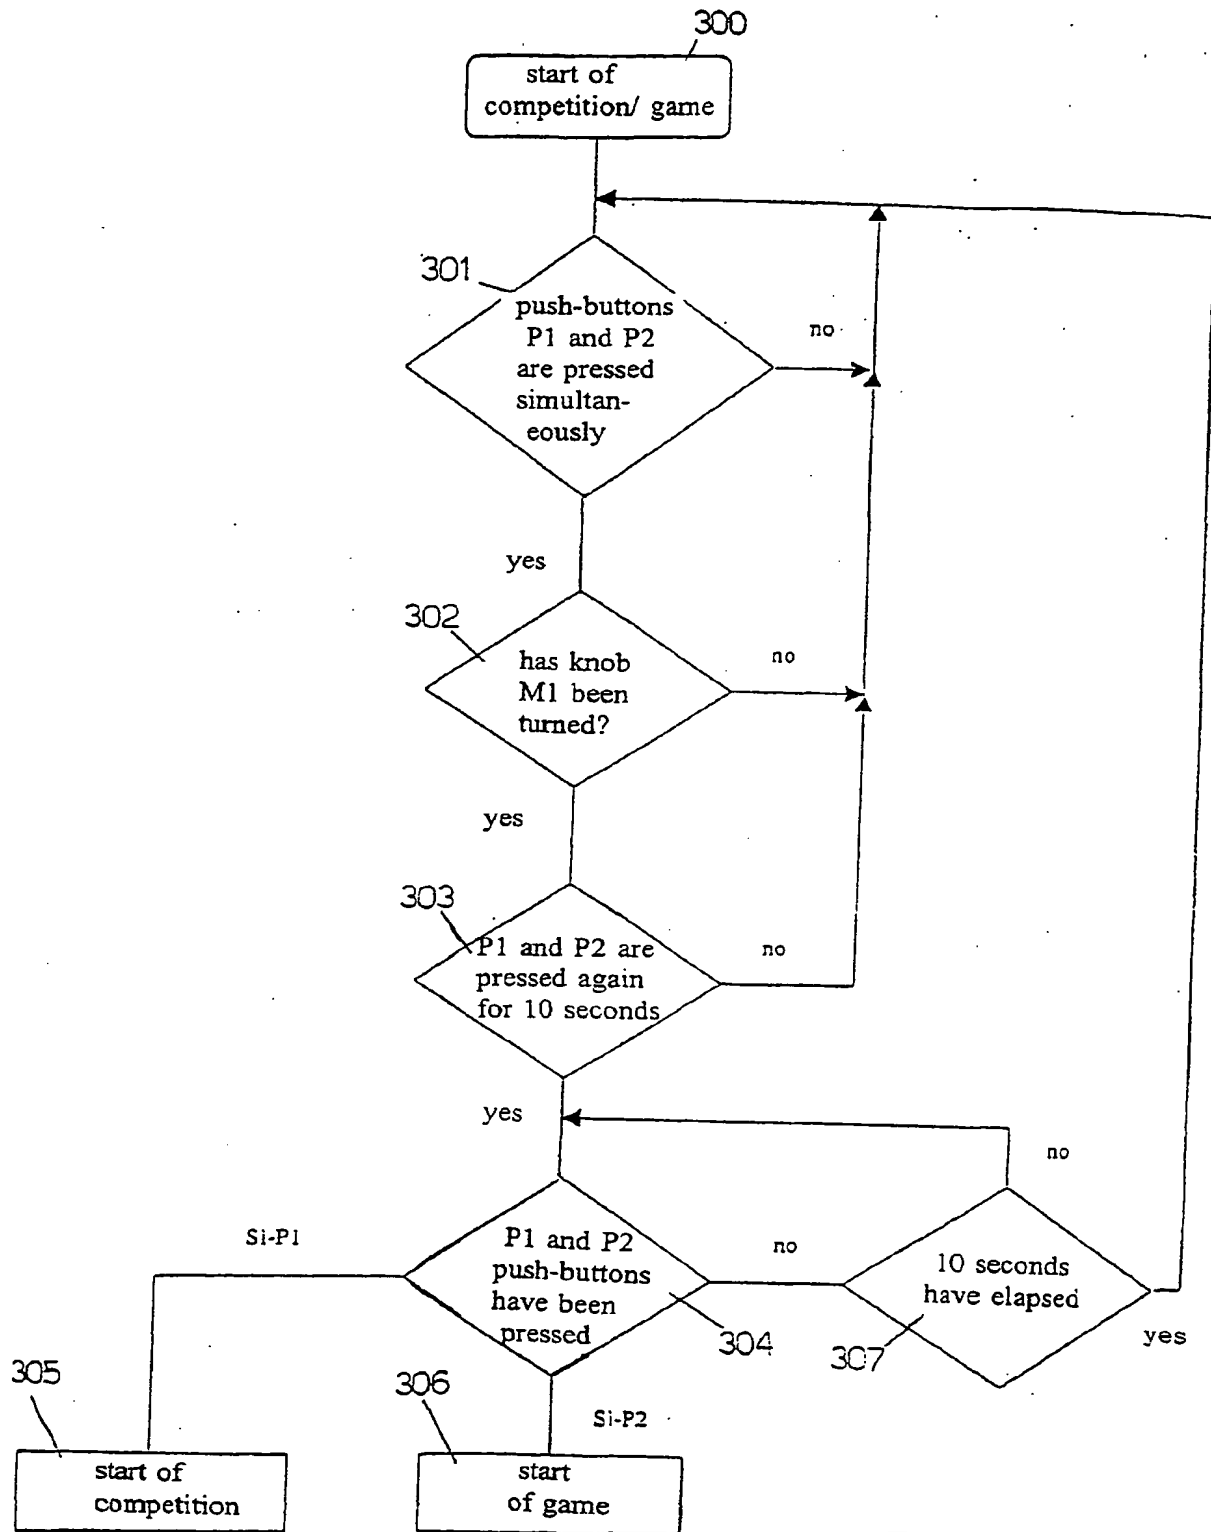 300
start of
competition/ game
301
push-buttons
P1 and P2
are pressed
simultan-
eously
no
yes
302
has knob
M1 been
turned?
no
yes
303
P1 and P2 are
pressed again
for 10 seconds
no
yes
no
Si-P1
P1 and P2
push-buttons
have been
pressed
no
10 seconds
have elapsed
304
307
yes
305
306
Si-P2
start of
competition
start
of game